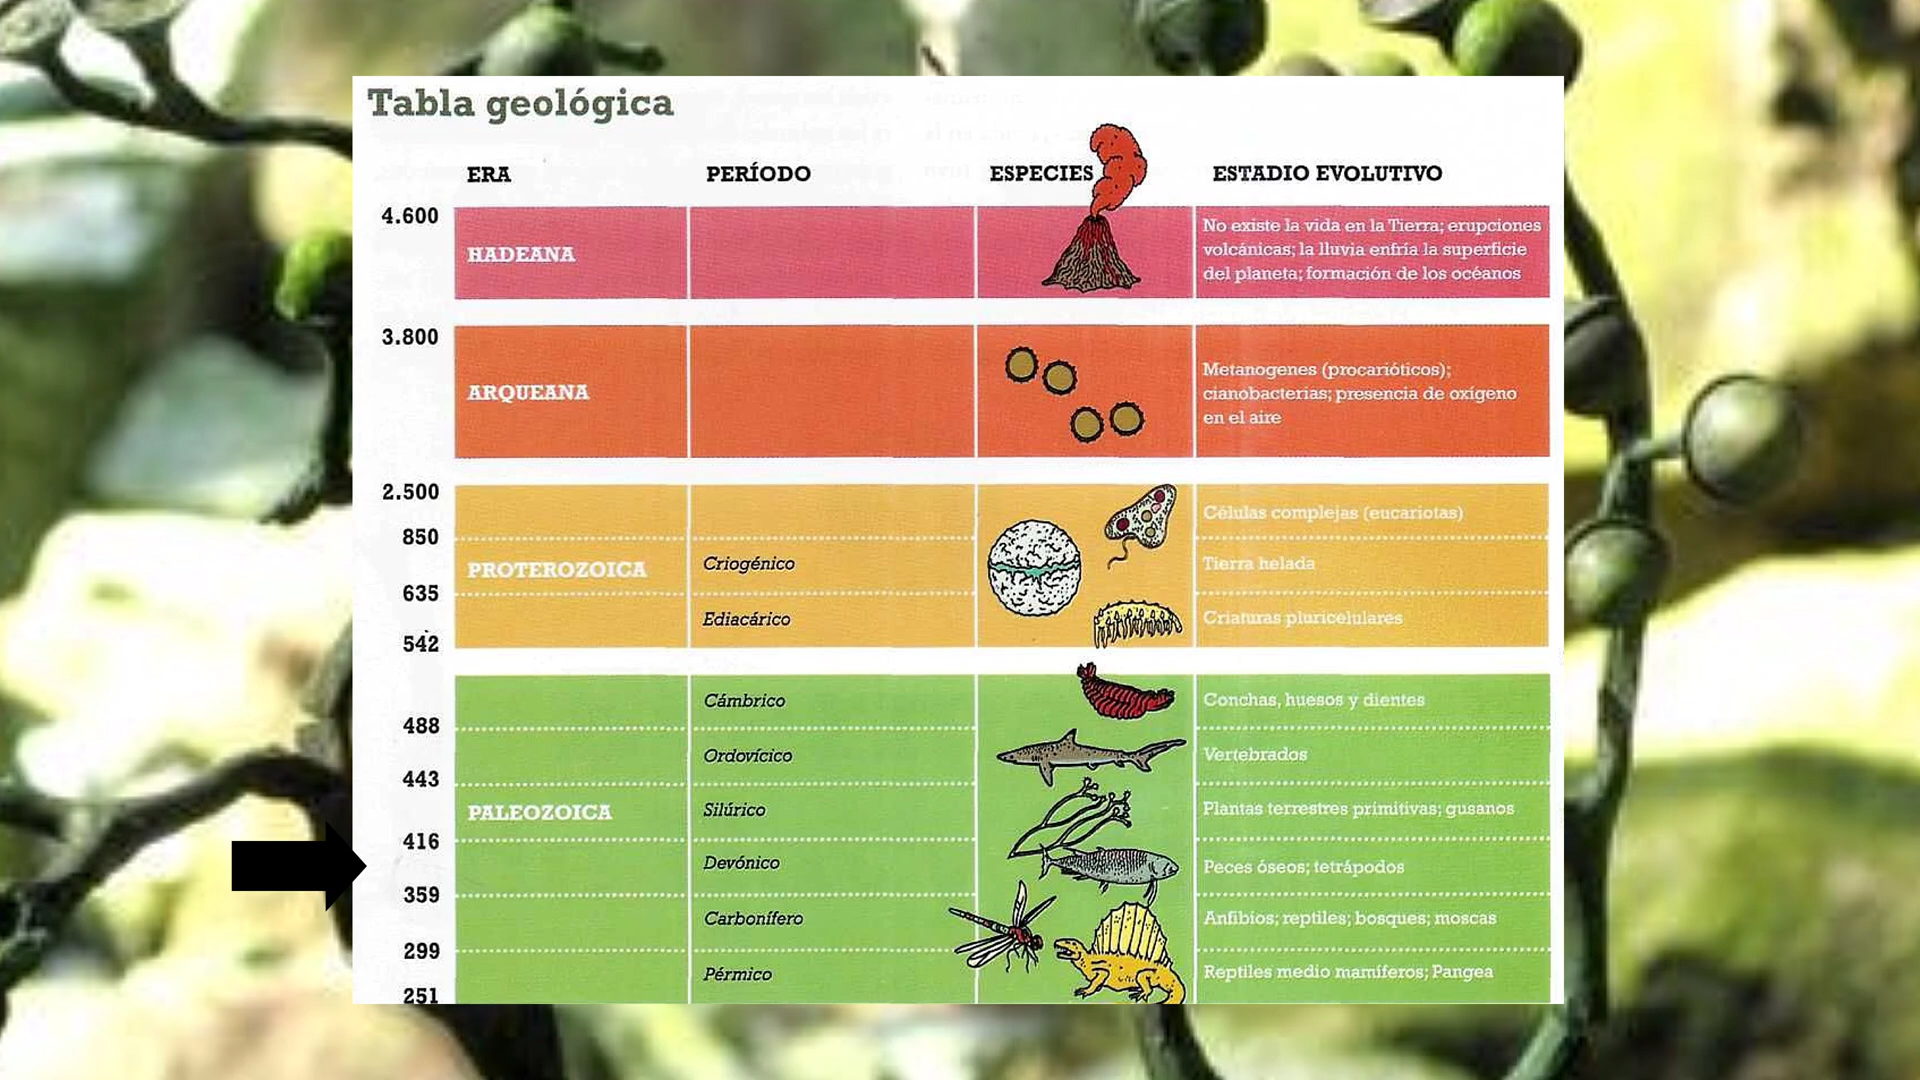 Tabla geológica
ERA PERÍODO ESPECIES ESTADIO EVOLUTIVO
4.600
HADEANA
No existe la vida en la Tierra; erupciones
volcánicas; la lluvia enfría la superficie
del planeta; formación de los océanos
3.800
ARQUEANA
Metanogenes (procarióticos);
cianobacterias; presencia de oxígeno
en el aire
2.500
Células complejas (eucariotas)
850
PROTEROZOICA Criogénico Tierra helada
635
Ediacárico Criaturas pluricelulares
542
Cámbrico Conchas, huesos y dientes
488
Ordovícico Vertebrados
443
PALEOZOICA Silúrico Plantas terrestres primitivas; gusanos
416
Devónico Peces óseos; tetrápodos
359
Carbonífero Anfibios; reptiles; bosques; moscas
299
Pérmico Reptiles medio mamíferos; Pangea
251